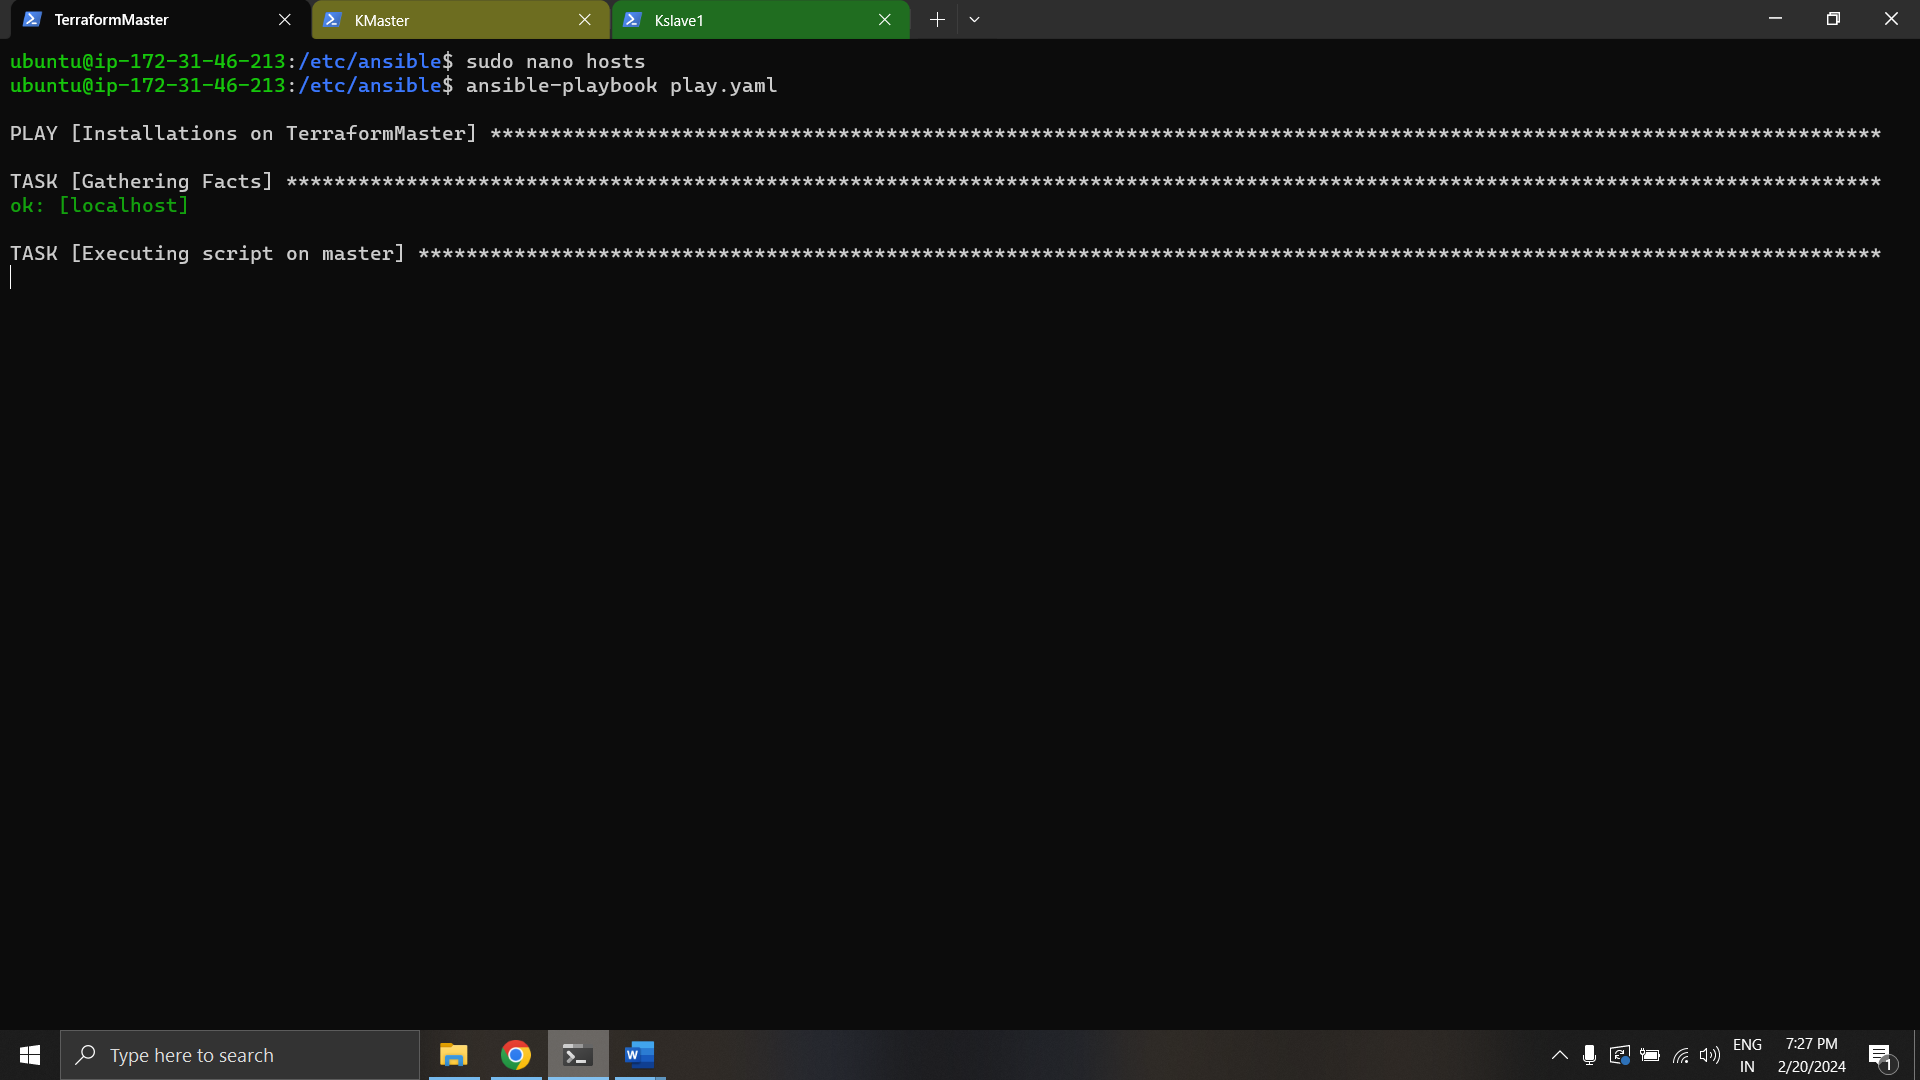 TerraformMaster
KMaster
Kslave1
ubuntu@ip-172-31-46-213:/etc/ansible$ sudo nano hosts
ubuntu@ip-172-31-46-213:/etc/ansible$ ansible-playbook play.yaml
PLAY [Installations on TerraformMaster] ********************************************************************************************************************
TASK [Gathering Facts] *************************************************************************************************************************************
ok: [localhost]
TASK [Executing script on master] **************************************************************************************************************************
Type here to search
W
ENG
IN
7:27 PM
2/20/2024
1